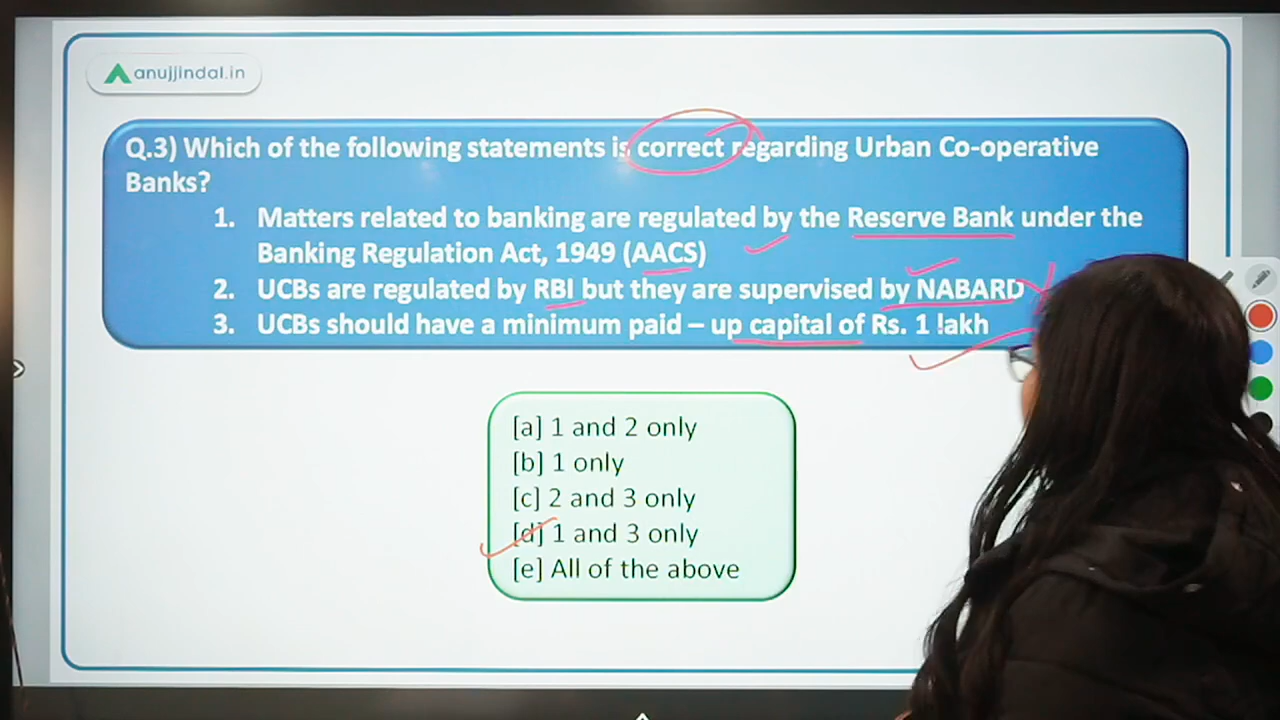 anujjindal.in
Q.3) Which of the following statements is correct regarding Urban Co-operative
Banks?
1. Matters related to banking are regulated by the Reserve Bank under the
Banking Regulation Act, 1949 (AACS)
2. UCBs are regulated by RBI but they are supervised by NABARD
3. UCBs should have a minimum paid – up capital of Rs. 1 lakh
[a] 1 and 2 only
[b] 1 only
[c] 2 and 3 only
[d] 1 and 3 only
[e] All of the above